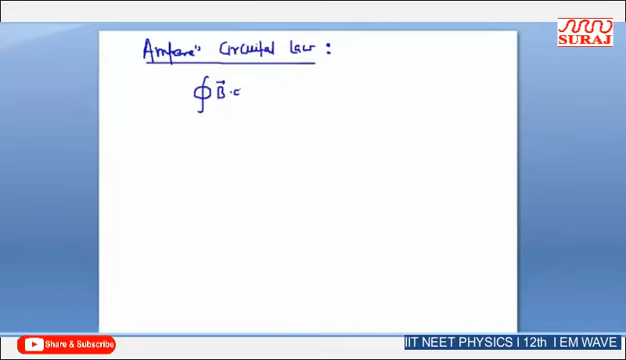 SURAJ
Ampere's Circuital Law :
∮ B⃗ · c
Share & Subscribe
IIT NEET PHYSICS I 12th I EM WAVE